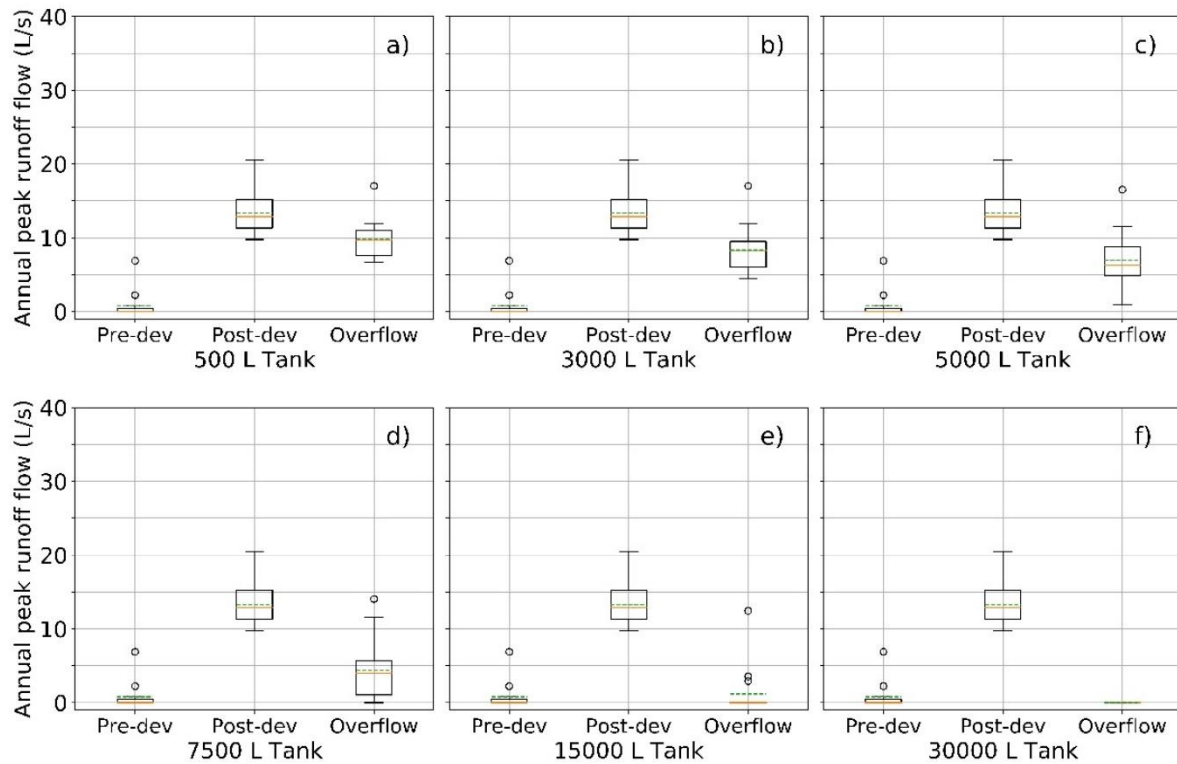 Annual peak runoff flow (L/s)
40
30
20
10
0
a)
Pre-dev Post-dev Overflow
500 L Tank
b)
Pre-dev Post-dev Overflow
3000 L Tank
c)
Pre-dev Post-dev Overflow
5000 L Tank
Annual peak runoff flow (L/s)
40
30
20
10
0
d)
Pre-dev Post-dev Overflow
7500 L Tank
e)
Pre-dev Post-dev Overflow
15000 L Tank
f)
Pre-dev Post-dev Overflow
30000 L Tank